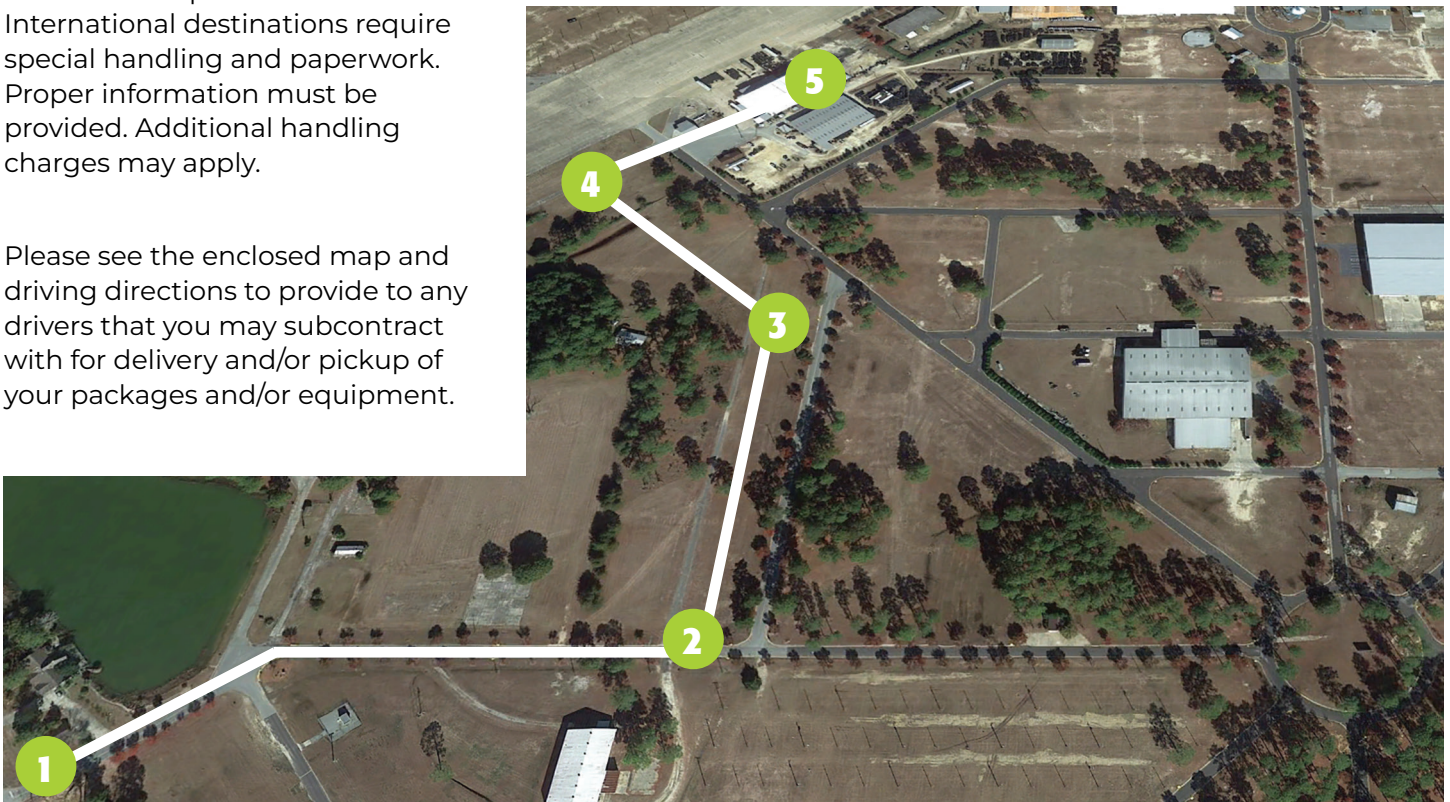 International destinations require
special handling and paperwork.
Proper information must be
provided. Additional handling
charges may apply.
Please see the enclosed map and
driving directions to provide to any
drivers that you may subcontract
with for delivery and/or pickup of
your packages and/or equipment.
5
4
3
2
1